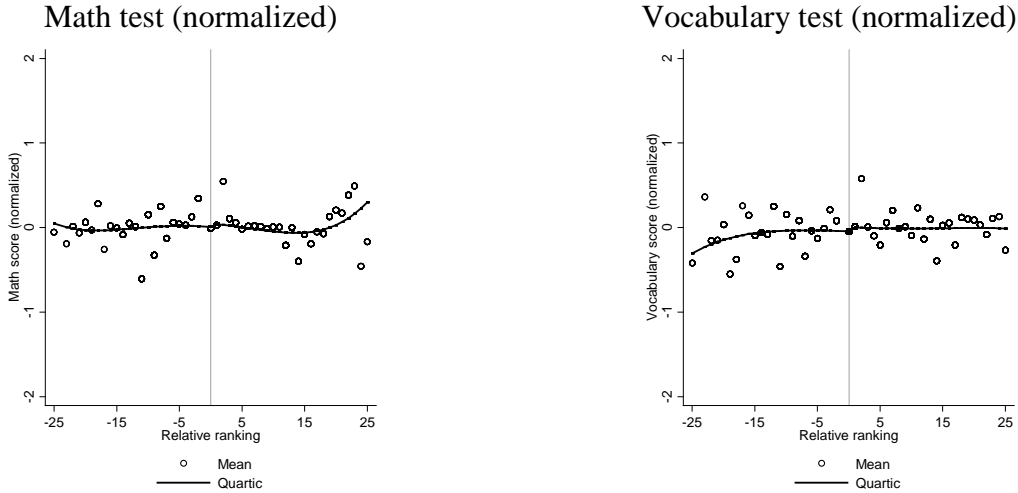 Math test (normalized)
Math score (normalized)
2
1
0
-1
-2
-25
-15
-5
5
15
25
Relative ranking
Mean
Quartic
Vocabulary test (normalized)
Vocabulary score (normalized)
2
1
0
-1
-2
-25
-15
-5
5
15
25
Relative ranking
Mean
Quartic